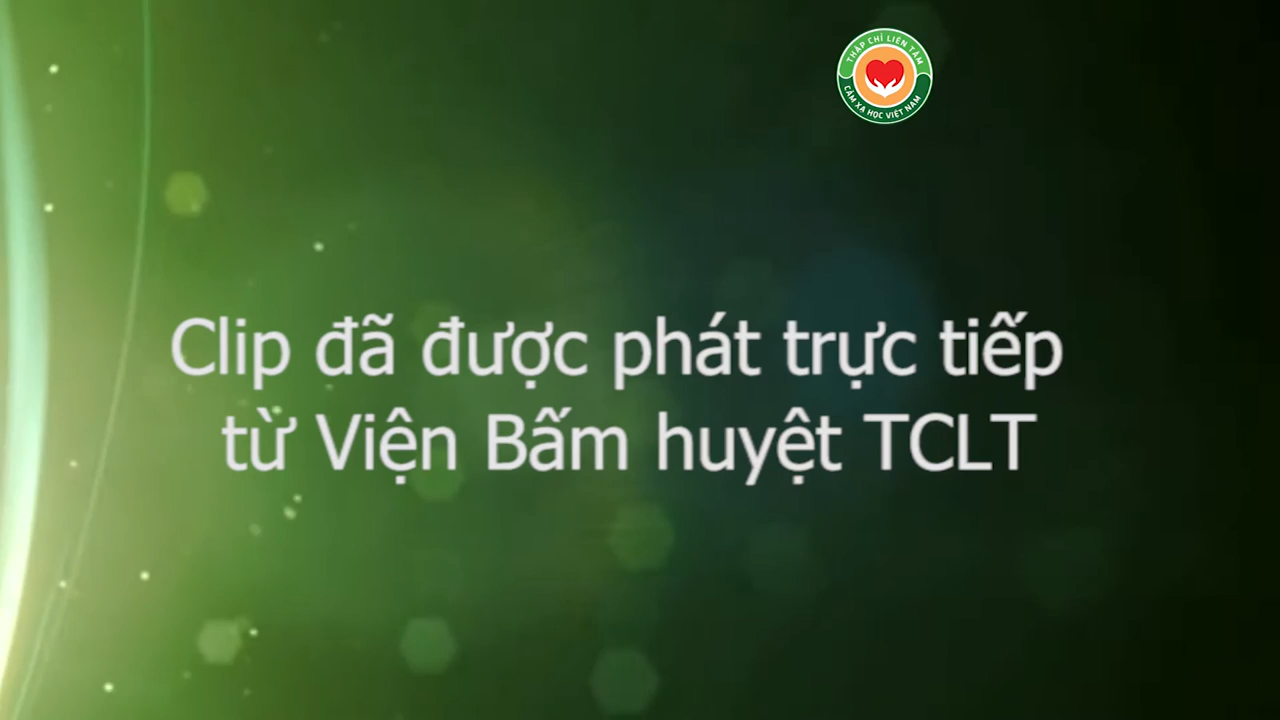 THẬP CHỈ LIÊN TÂM
CẢM XẠ HỌC VIỆT NAM
Clip đã được phát trực tiếp
từ Viện Bấm huyệt TCLT